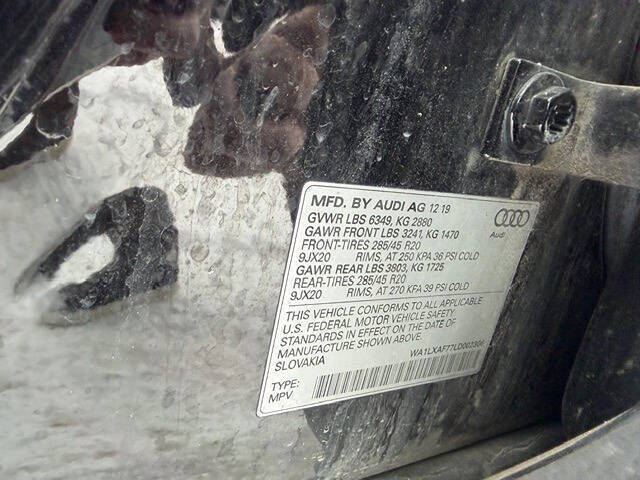 MFD. BY AUDI AG 12 19
GVWR LBS 6349, KG 2880
GAWR FRONT LBS 3241, KG 1470
FRONT-TIRES 285/45 R20
9JX20 RIMS, AT 250 KPA 36 PSI COLD
GAWR REAR LBS 3803, KG 1725
REAR-TIRES 285/45 R20
9JX20 RIMS, AT 270 KPA 39 PSI COLD
Audi
THIS VEHICLE CONFORMS TO ALL APPLICABLE
U.S. FEDERAL MOTOR VEHICLE SAFETY
STANDARDS IN EFFECT ON THE DATE OF
MANUFACTURE SHOWN ABOVE.
SLOVAKIA
TYPE:
MPV